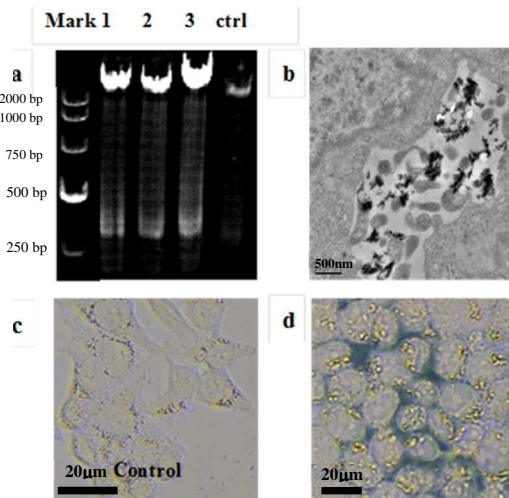 Mark 1 2 3 ctrl
a
2000 bp
1000 bp
750 bp
500 bp
250 bp
b
500nm
c
20μm Control
d
20μm